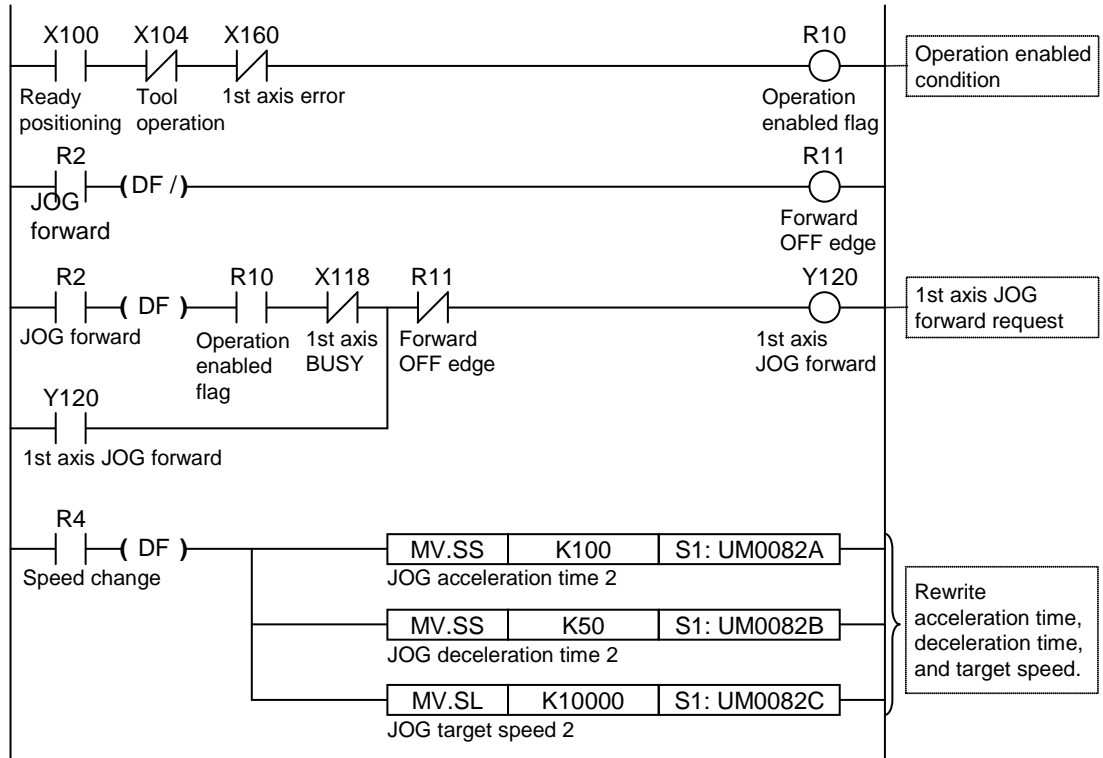 X100 X104 X160 R10
Ready positioning
Tool operation
1st axis error
Operation enabled flag
Operation enabled
condition
R2 R11
( DF / )
JOG
forward
Forward
OFF edge
R2 R10 X118 R11 Y120
( DF )
JOG forward
Operation
enabled
flag
1st axis
BUSY
Forward
OFF edge
1st axis
JOG forward
1st axis JOG
forward request
Y120
1st axis JOG forward
R4
( DF )
Speed change
MV.SS K100 S1: UM0082A
JOG acceleration time 2
MV.SS K50 S1: UM0082B
JOG deceleration time 2
MV.SL K10000 S1: UM0082C
JOG target speed 2
Rewrite
acceleration time,
deceleration time,
and target speed.